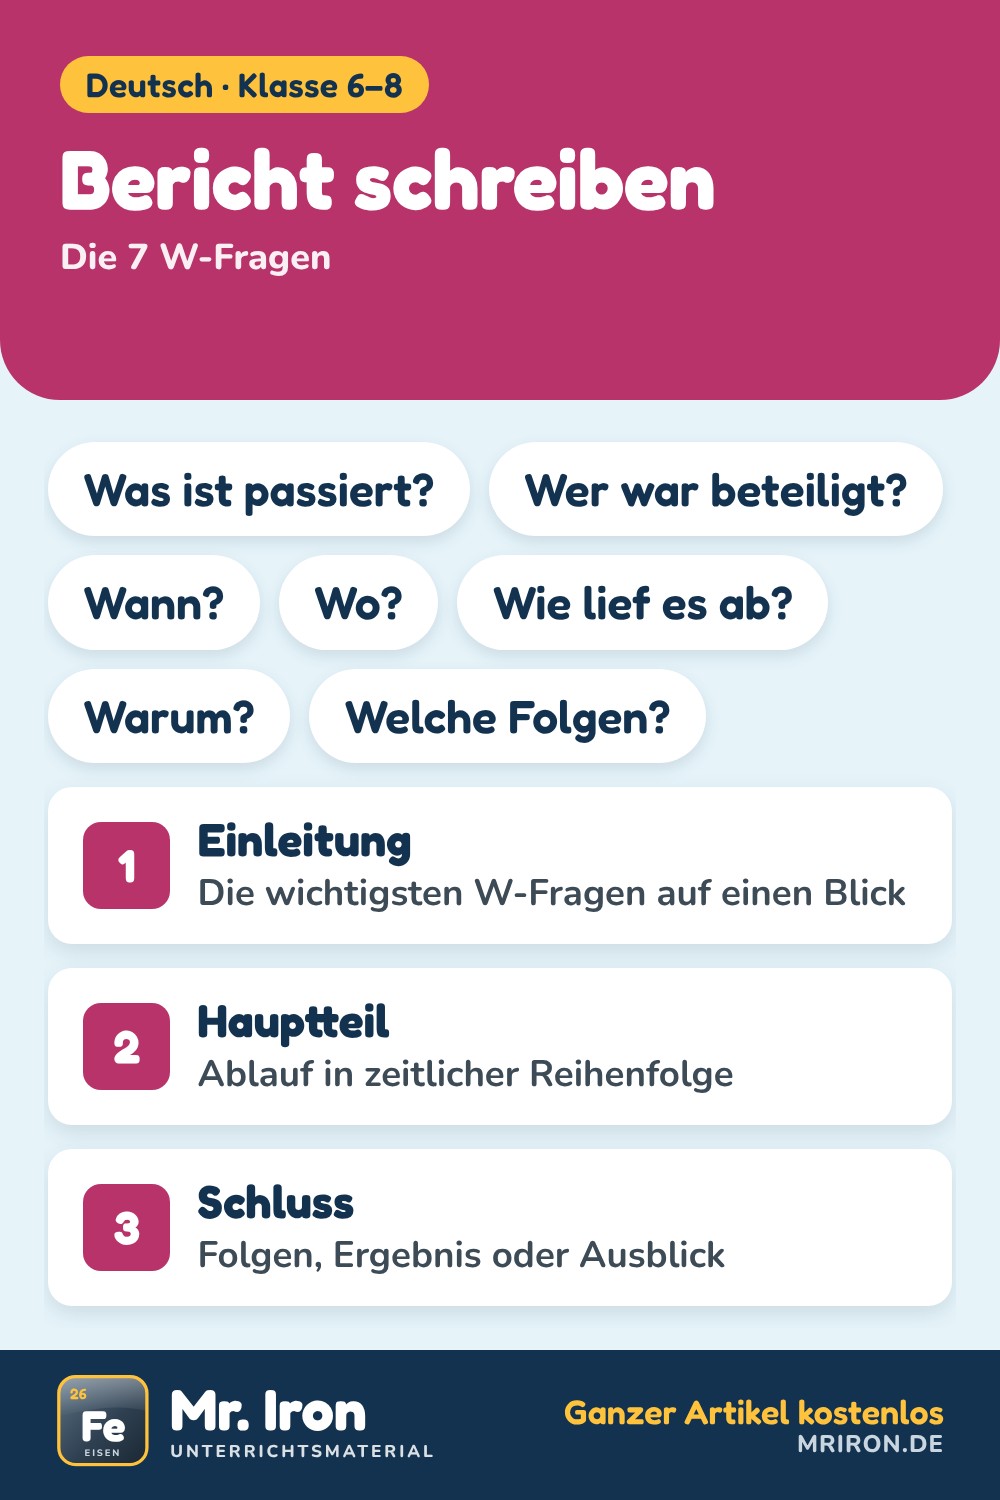 Deutsch · Klasse 6–8
Bericht schreiben
Die 7 W-Fragen
Was ist passiert? Wer war beteiligt?
Wann? Wo? Wie lief es ab?
Warum? Welche Folgen?
1
Einleitung
Die wichtigsten W-Fragen auf einen Blick
2
Hauptteil
Ablauf in zeitlicher Reihenfolge
3
Schluss
Folgen, Ergebnis oder Ausblick
26
Fe
EISEN
Mr. Iron
UNTERRICHTSMATERIAL
Ganzer Artikel kostenlos
MRIRON.DE